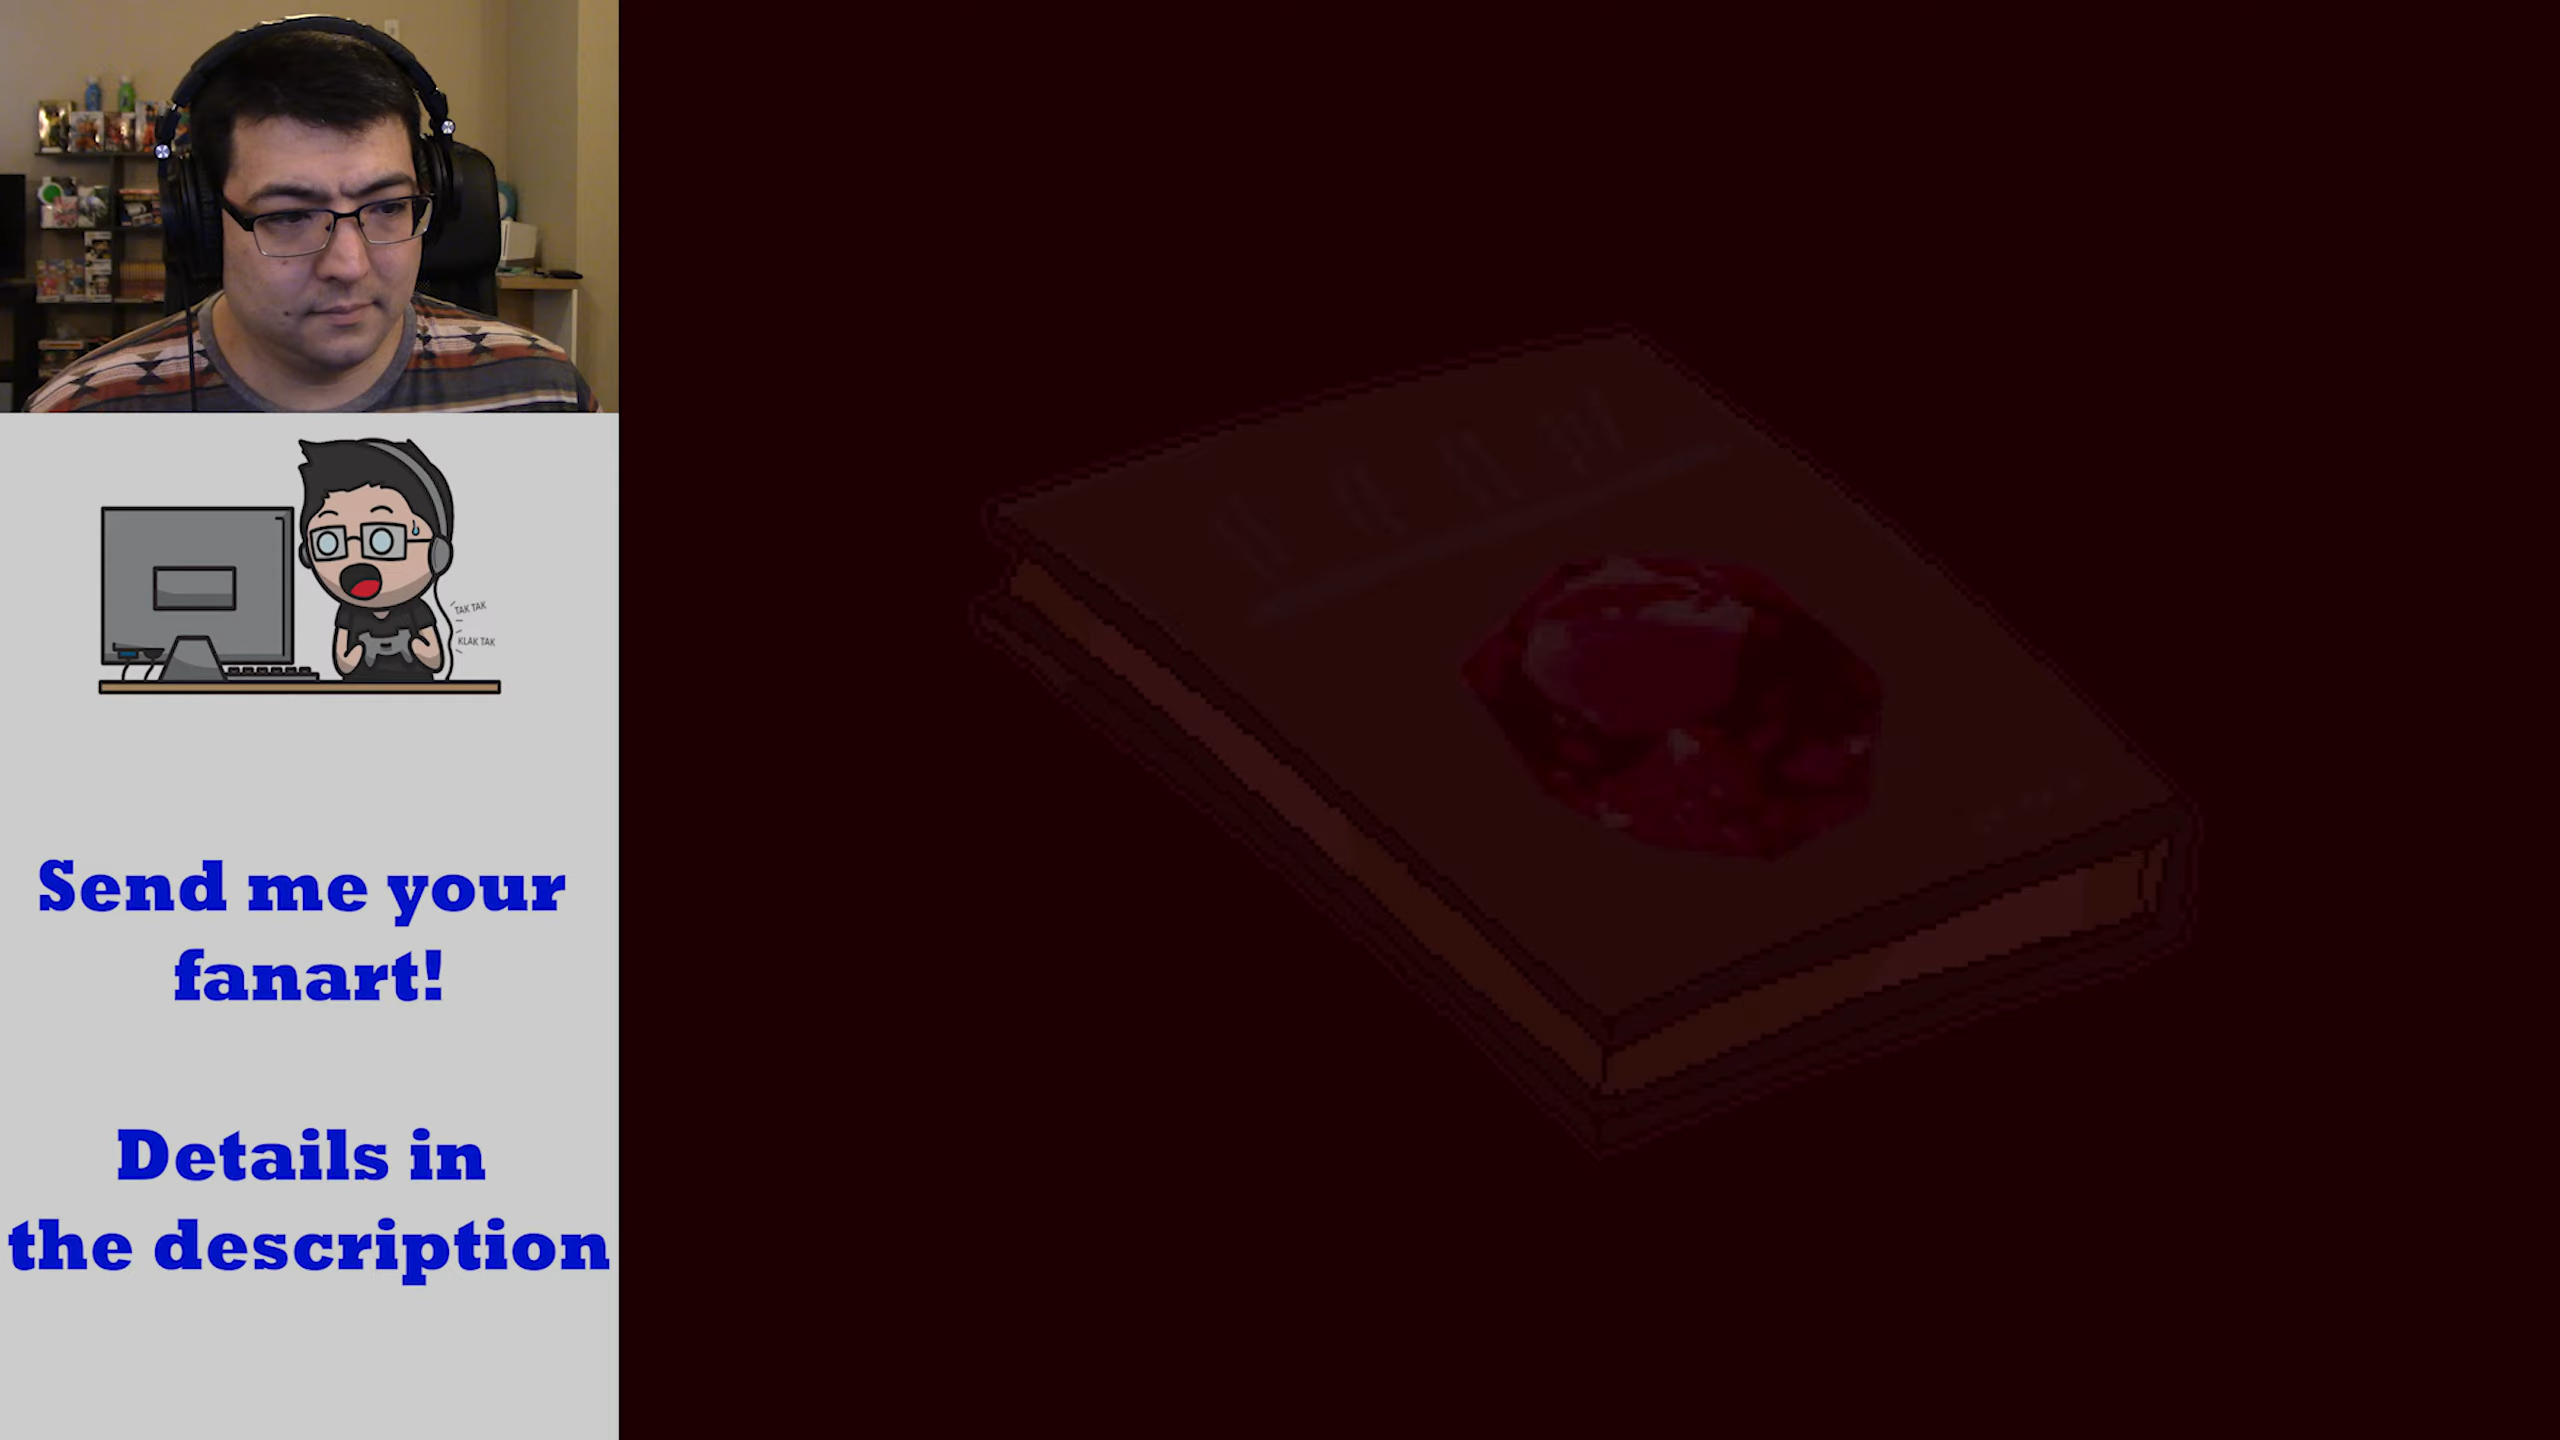 TAK TAK
KLAK TAK
Send me your
fanart!
Details in
the description